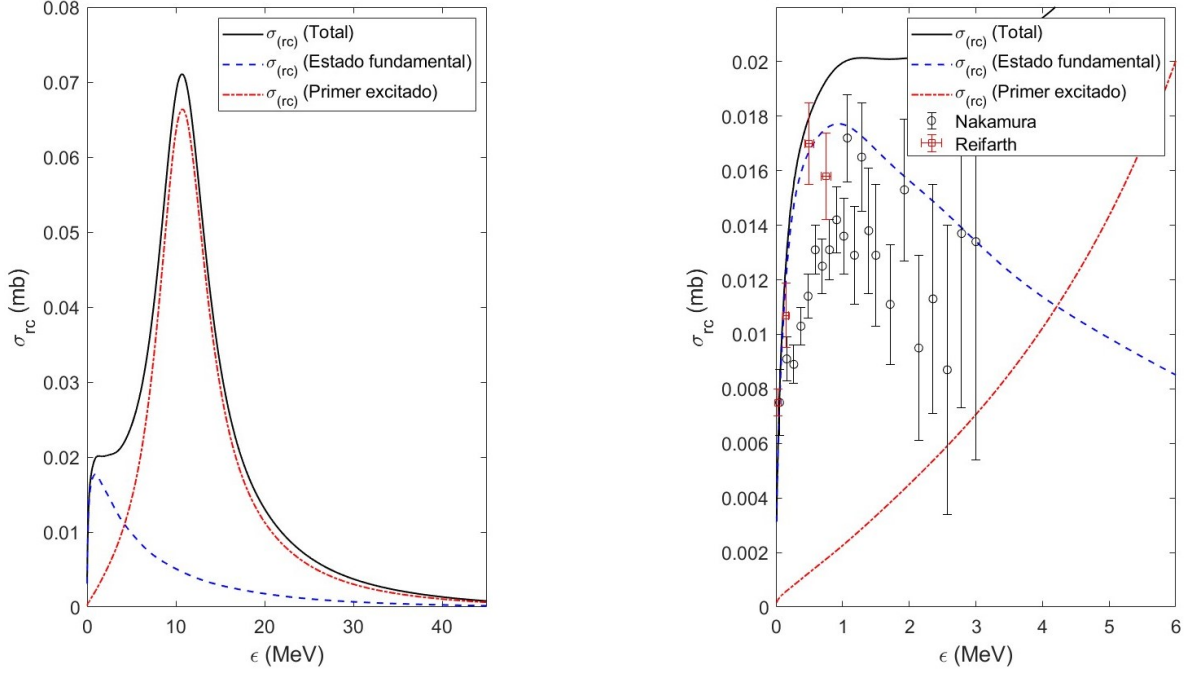 0.08
0.07
0.06
0.05
0.04
0.03
0.02
0.01
0
σrc (mb)
0 10 20 30 40
ϵ (MeV)
σ(rc) (Total)
σ(rc) (Estado fundamental)
σ(rc) (Primer excitado)
0.02
0.018
0.016
0.014
0.012
0.01
0.008
0.006
0.004
0.002
0
σrc (mb)
0 1 2 3 4 5 6
ϵ (MeV)
σ(rc) (Total)
σ(rc) (Estado fundamental)
σ(rc) (Primer excitado)
Nakamura
Reifarth